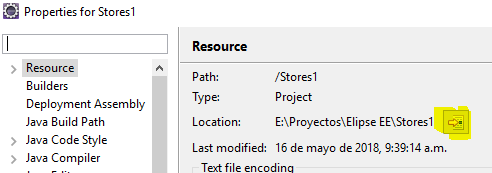 Properties for Stores1
Resource
Builders
Deployment Assembly
Java Build Path
Java Code Style
Java Compiler
Resource
Path: /Stores1
Type: Project
Location: E:\Proyectos\Elipse EE\Stores1
Last modified: 16 de mayo de 2018, 9:39:14 a.m.
Text file encoding